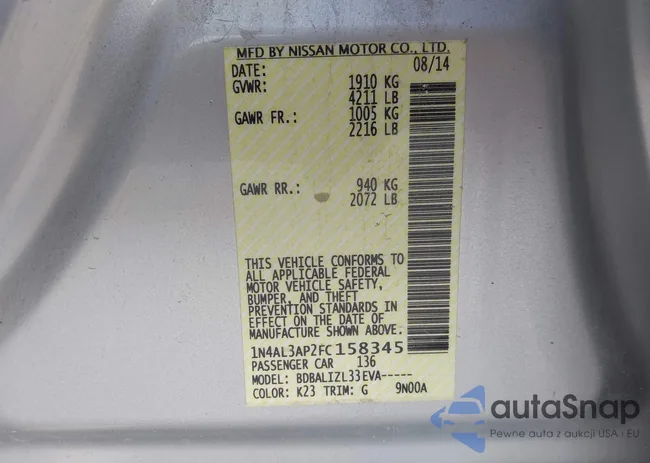 MFD BY NISSAN MOTOR CO., LTD.
DATE: 08/14
GVWR: 1910 KG
4211 LB
GAWR FR.: 1005 KG
2216 LB
GAWR RR.: 940 KG
2072 LB
THIS VEHICLE CONFORMS TO
ALL APPLICABLE FEDERAL
MOTOR VEHICLE SAFETY,
BUMPER, AND THEFT
PREVENTION STANDARDS IN
EFFECT ON THE DATE OF
MANUFACTURE SHOWN ABOVE.
1N4AL3AP2FC158345
PASSENGER CAR 136
MODEL: BDBALIZL33EVA-----
COLOR: K23 TRIM: G 9N00A
autoSnap
Pewne auta z aukcji USA i EU